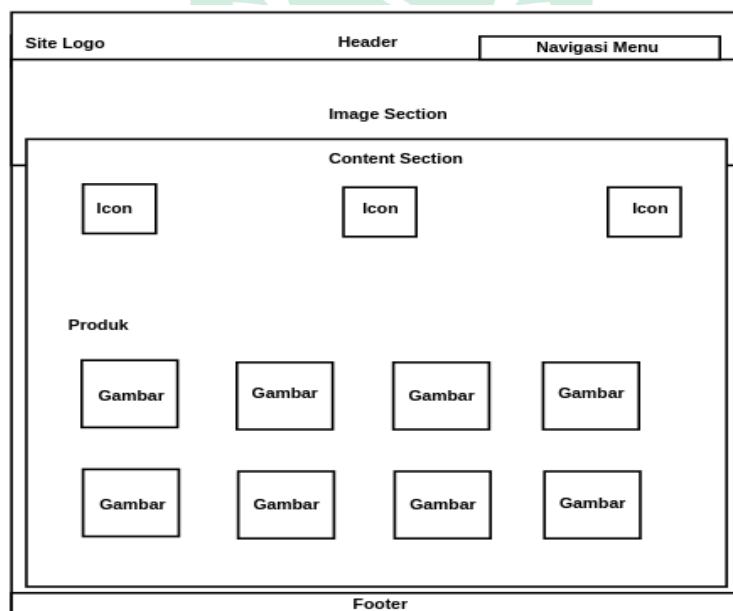 Site Logo
Header
Navigasi Menu
Image Section
Content Section
Icon
Icon
Icon
Produk
Gambar
Gambar
Gambar
Gambar
Gambar
Gambar
Gambar
Gambar
Footer